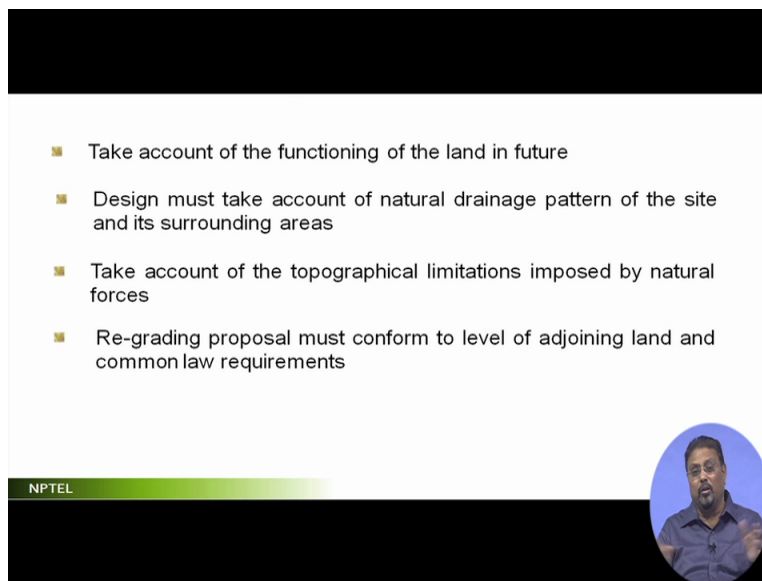 Take account of the functioning of the land in future
Design must take account of natural drainage pattern of the site
and its surrounding areas
Take account of the topographical limitations imposed by natural
forces
Re-grading proposal must conform to level of adjoining land and
common law requirements
NPTEL